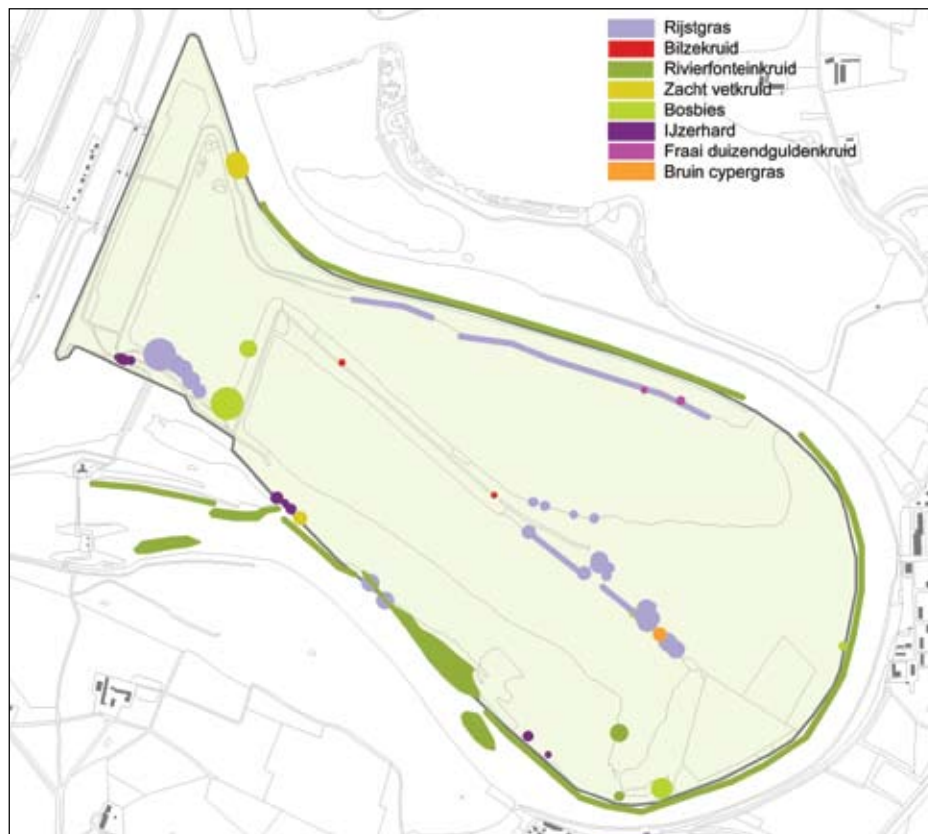 Rijstgras
Bilzekruid
Rivierfonteinkruid
Zacht vetkruid
Bosbies
IJzerhard
Fraai duizendguldenkruid
Bruin cypergras